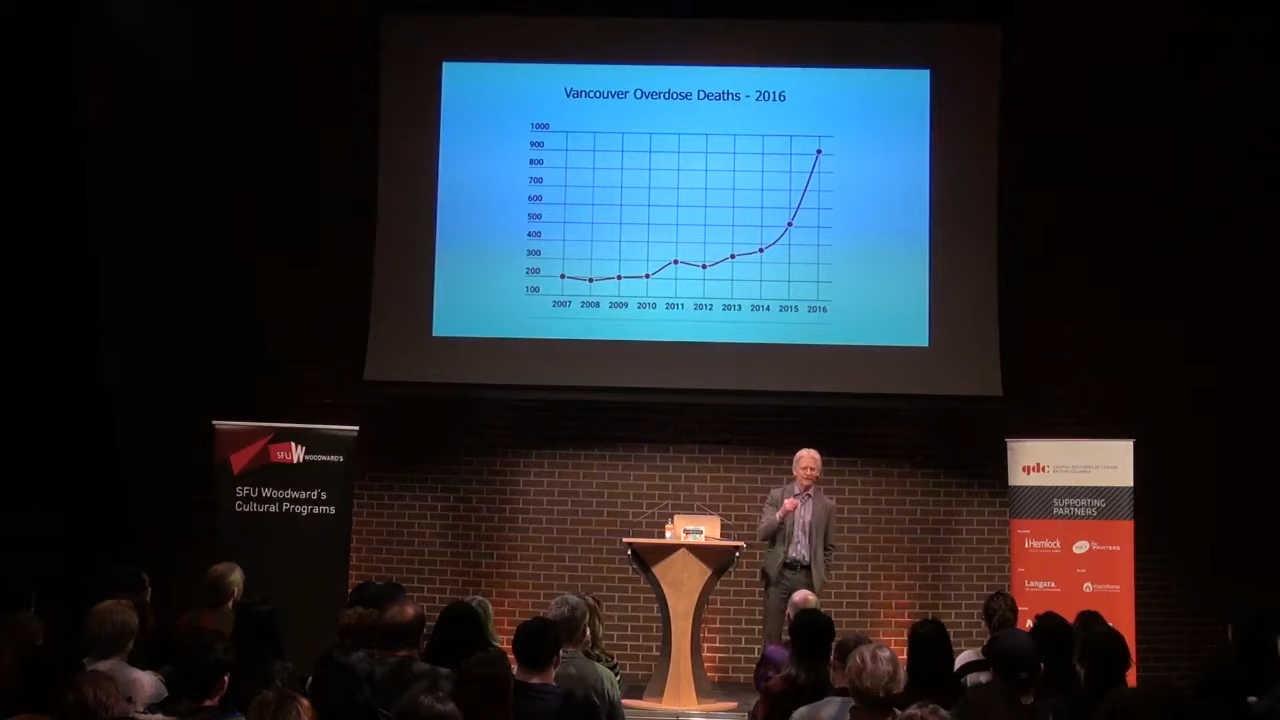 Vancouver Overdose Deaths - 2016
1000
900
800
700
600
500
400
300
200
100
2007 2008 2009 2010 2011 2012 2013 2014 2015 2016
SFU W WOODWARD'S
SFU Woodward's
Cultural Programs
gdc
SUPPORTING
PARTNERS
Hemlock
Langara.